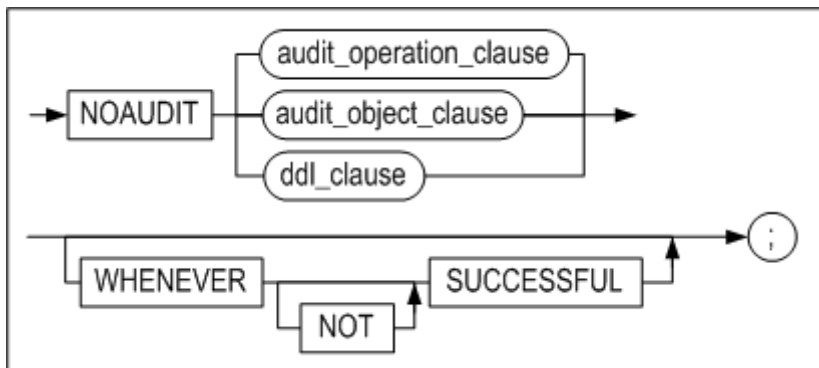 audit_operation_clause
NOAUDIT audit_object_clause
ddl_clause
;
WHENEVER SUCCESSFUL
NOT